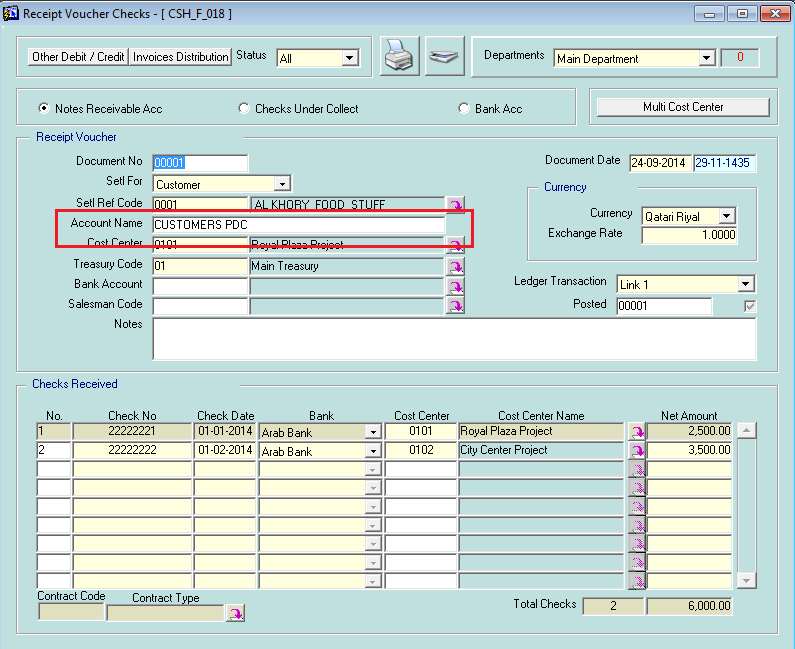 Receipt Voucher Checks - [ CSH_F_018 ]
Other Debit / Credit Invoices Distribution Status All Departments Main Department 0
Notes Receivable Acc Checks Under Collect Bank Acc Multi Cost Center
Receipt Voucher
Document No 00001 Document Date 24-09-2014 29-11-1435
Setl For Customer
Currency
Setl Ref Code 0001 AL KHORY FOOD STUFF
Currency Qatari Riyal
Account Name CUSTOMERS PDC
Exchange Rate 1.0000
Cost Center 0101 Royal Plaza Project
Treasury Code 01 Main Treasury
Ledger Transaction Link 1
Bank Account
Salesman Code Posted 00001
Notes
Checks Received
No. Check No Check Date Bank Cost Center Cost Center Name Net Amount
1 22222221 01-01-2014 Arab Bank 0101 Royal Plaza Project 2,500.00
2 22222222 01-02-2014 Arab Bank 0102 City Center Project 3,500.00
Contract Code Contract Type
Total Checks 2 6,000.00